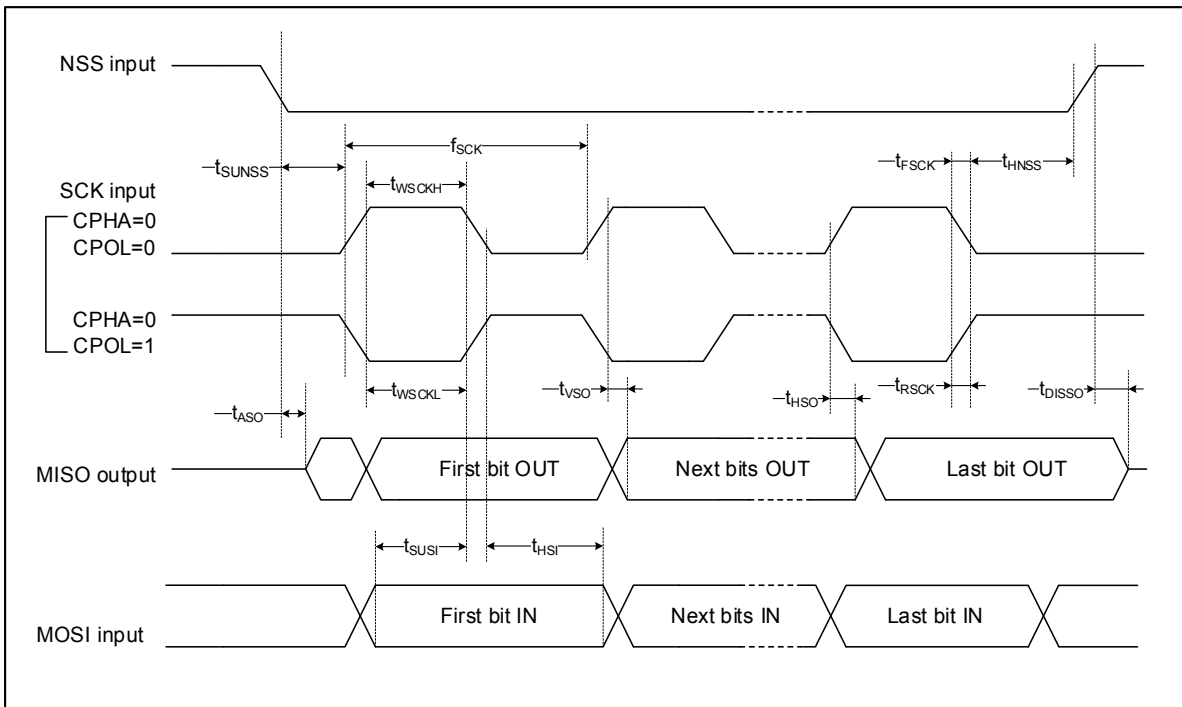 NSS input
fSCK
tSUNSS
tFSCK
tHNSS
tWSCKH
SCK input
CPHA=0
CPOL=0
CPHA=0
CPOL=1
tWSCKL
tVSO
tRSCK
tDISSO
tHSO
tASO
MISO output
First bit OUT
Next bits OUT
Last bit OUT
tSUSI
tHSI
MOSI input
First bit IN
Next bits IN
Last bit IN